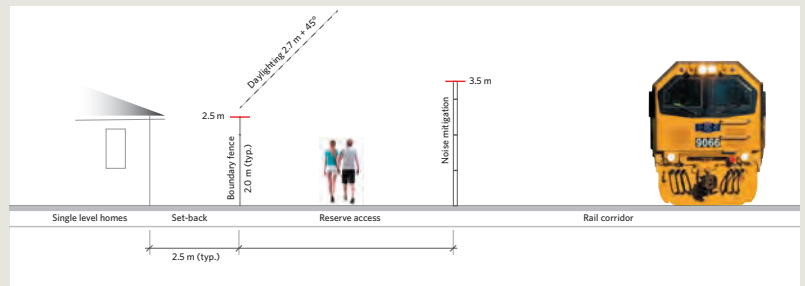 Daylighting 2.7 m + 45°
2.5 m
3.5 m
Boundary fence
2.0 m (typ.)
Noise mitigation
9066
Single level homes
Set-back
Reserve access
Rail corridor
2.5 m (typ.)